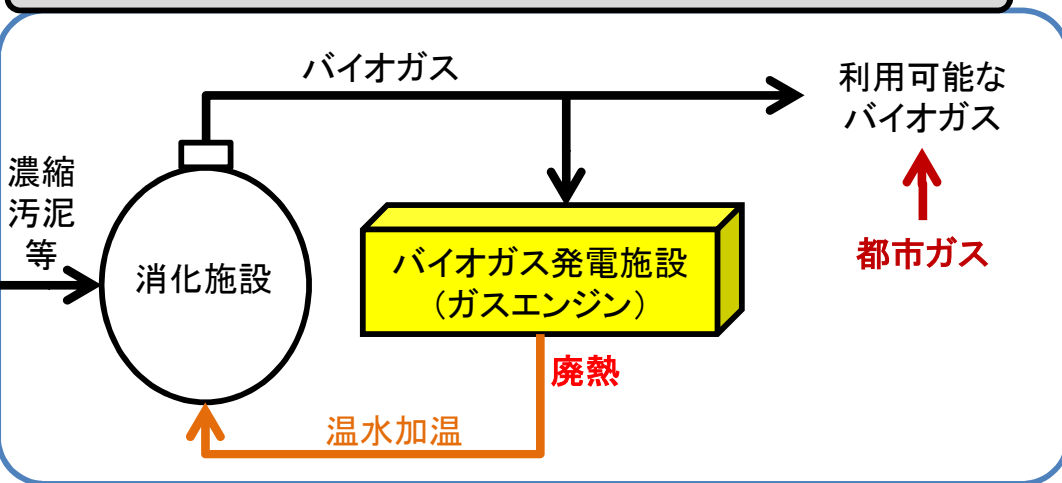 バイオガス
利用可能な
バイオガス
濃縮
汚泥
等
消化施設
バイオガス発電施設
（ガスエンジン）
都市ガス
廃熱
温水加温